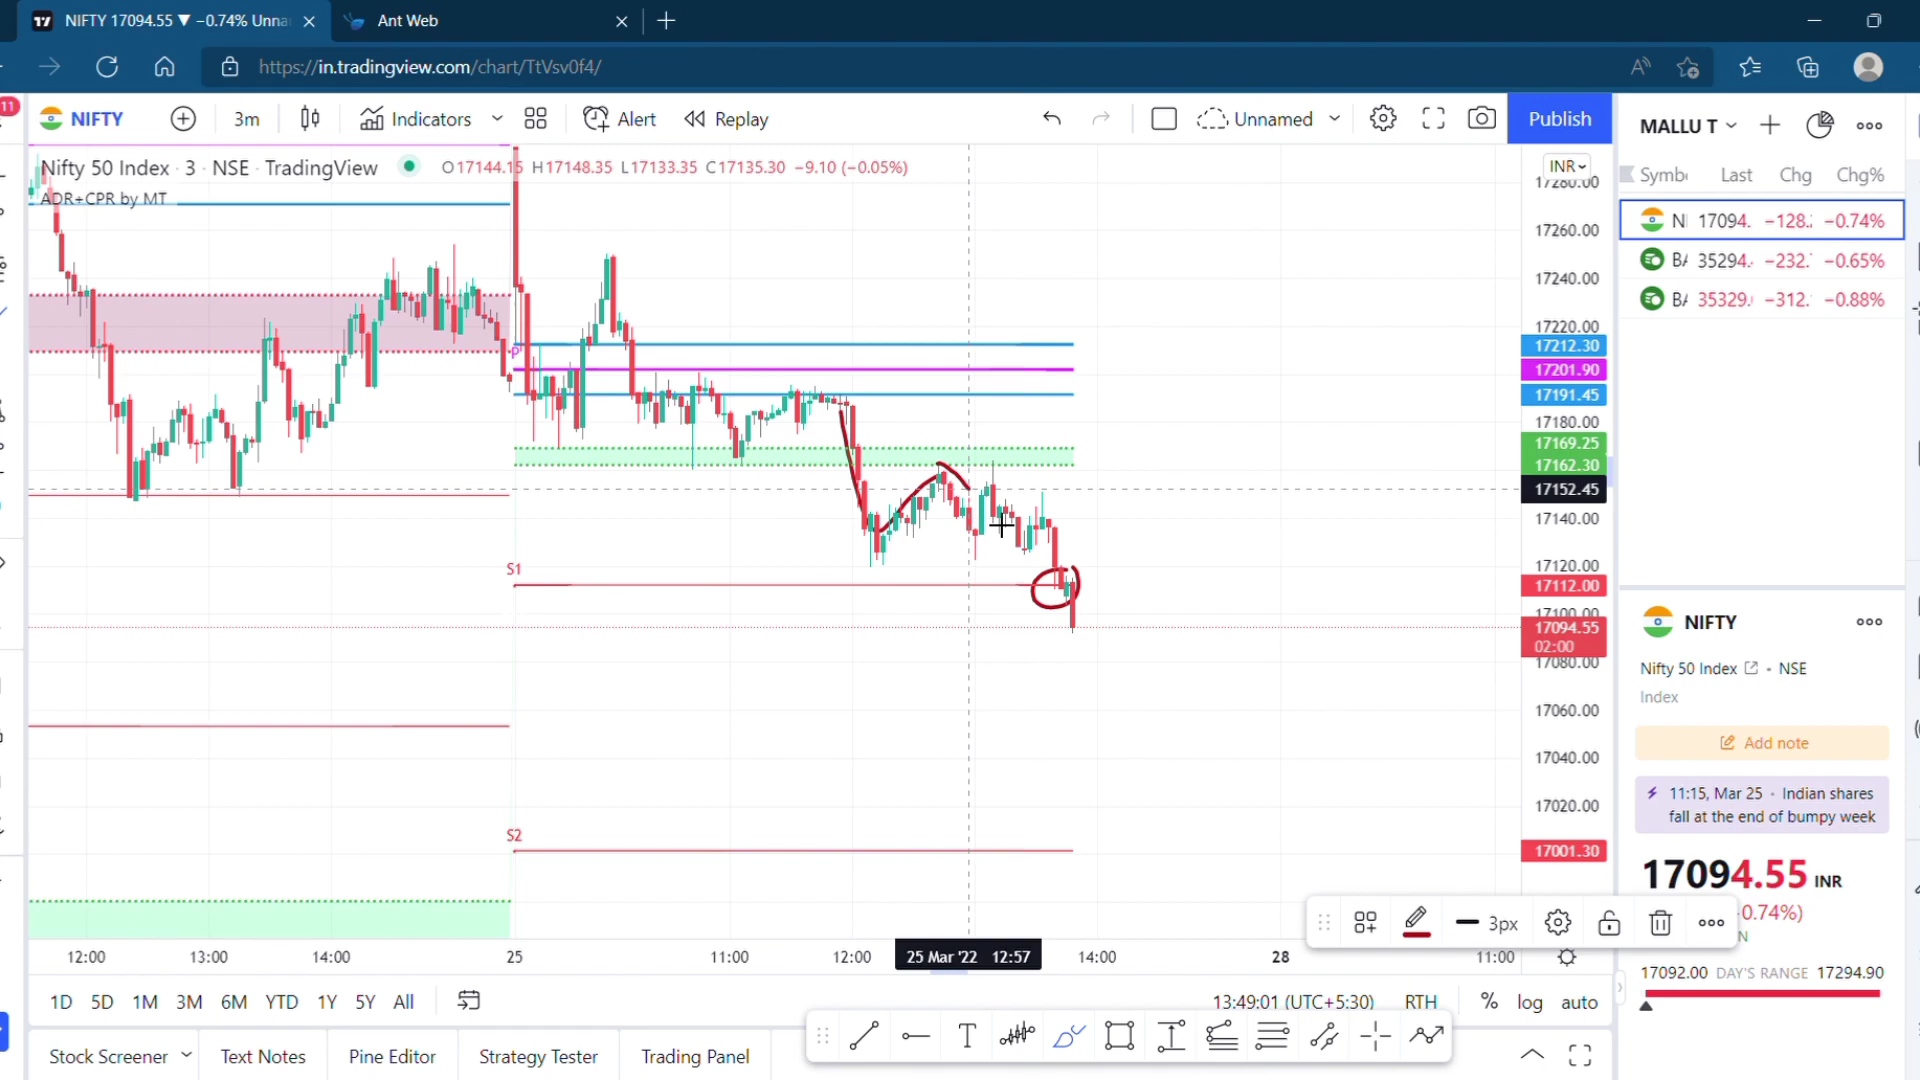 NIFTY 17094.55 ▼ −0.74% Unna
Ant Web
https://in.tradingview.com/chart/TtVsv0f4/
11
NIFTY
3m
Indicators
Alert
Replay
Unnamed
Publish
MALLU T
Nifty 50 Index · 3 · NSE · TradingView
O17144.15 H17148.35 L17133.35 C17135.30 −9.10 (−0.05%)
ADR+CPR by MT
INR
Last Chg Chg%
17094. −128. −0.74%
35294. −232. −0.65%
35329. −312. −0.88%
17280.00
17260.00
17240.00
17220.00
17212.30
17201.90
17191.45
17180.00
17169.25
17162.30
17152.45
17140.00
17120.00
17112.00
17100.00
17094.55
02:00
17080.00
17060.00
17040.00
17020.00
17001.30
P
S1
S2
NIFTY
Nifty 50 Index · NSE
Index
Add note
11:15, Mar 25 · Indian shares
fall at the end of bumpy week
17094.55 INR
0.74%)
17092.00 DAY'S RANGE 17294.90
3px
12:00 13:00 14:00 25 11:00 12:00 25 Mar '22 12:57 14:00 28 11:00
1D 5D 1M 3M 6M YTD 1Y 5Y All
13:49:01 (UTC+5:30) RTH % log auto
Stock Screener Text Notes Pine Editor Strategy Tester Trading Panel